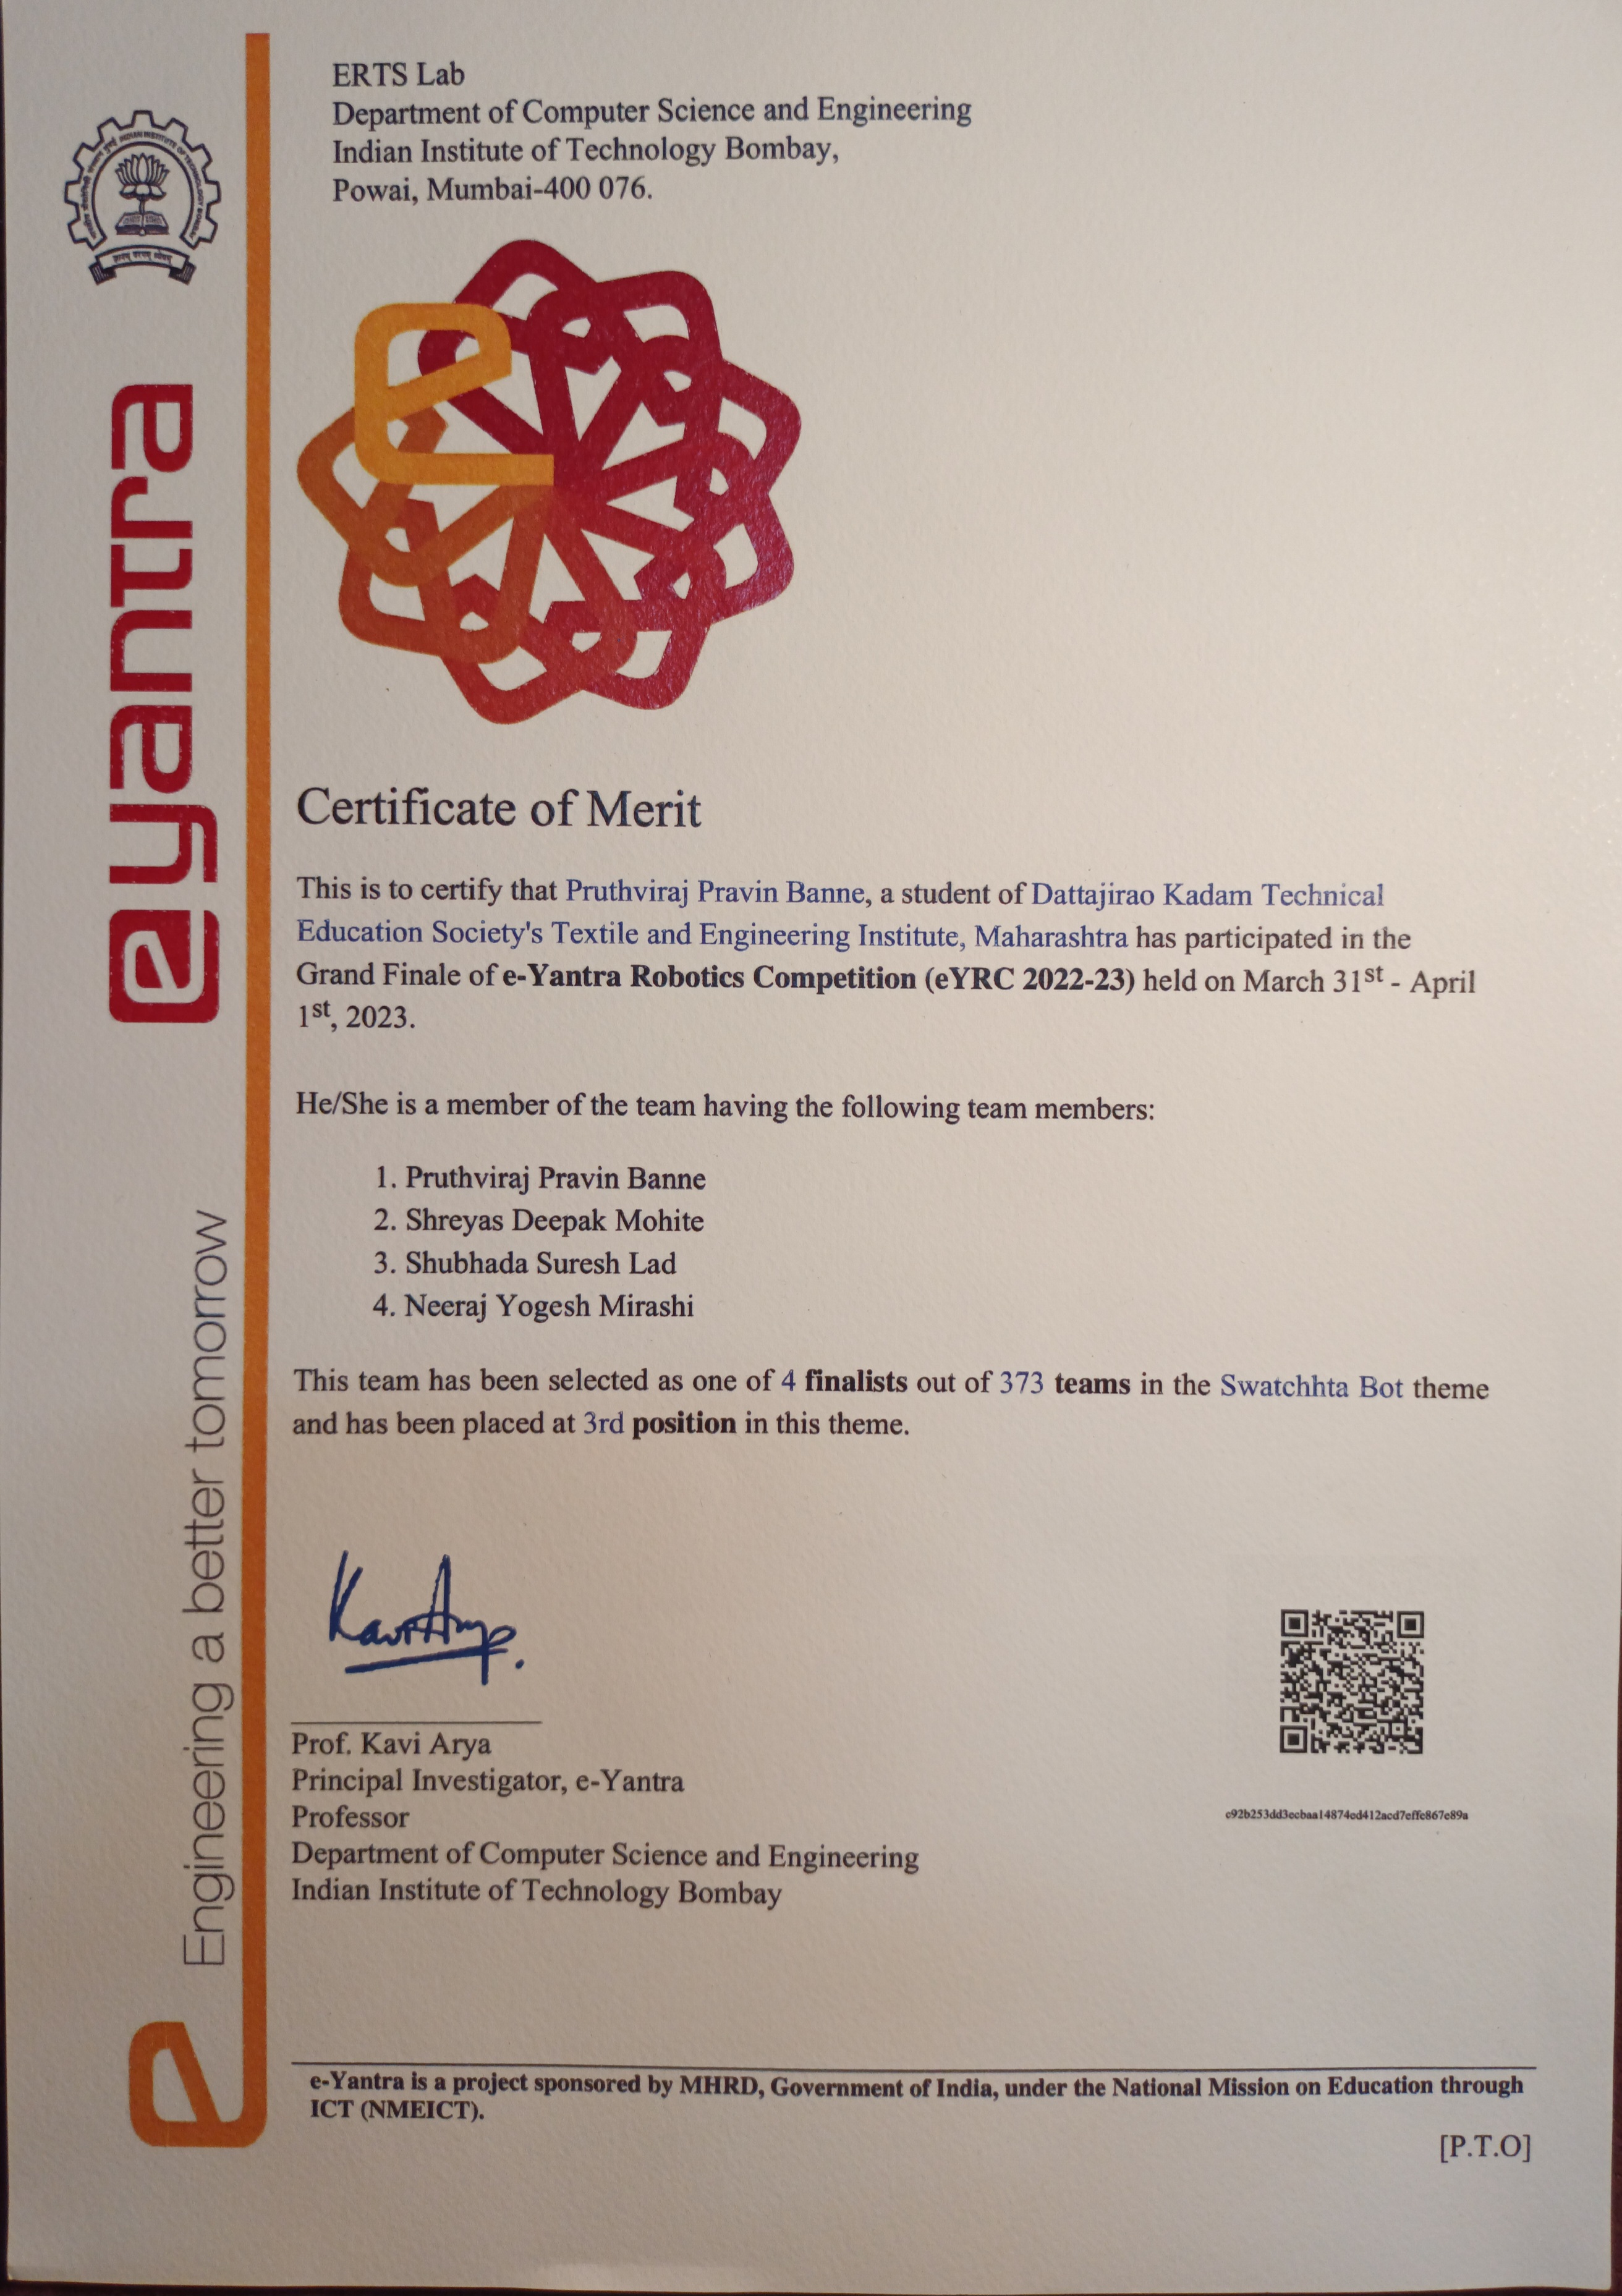 ERTS Lab
Department of Computer Science and Engineering
Indian Institute of Technology Bombay,
Powai, Mumbai-400 076.
e
eyantra
Engineering a better tomorrow
e
Certificate of Merit
This is to certify that Pruthviraj Pravin Banne, a student of Dattajirao Kadam Technical
Education Society's Textile and Engineering Institute, Maharashtra has participated in the
Grand Finale of e-Yantra Robotics Competition (eYRC 2022-23) held on March 31st - April
1st, 2023.
He/She is a member of the team having the following team members:
1. Pruthviraj Pravin Banne
2. Shreyas Deepak Mohite
3. Shubhada Suresh Lad
4. Neeraj Yogesh Mirashi
This team has been selected as one of 4 finalists out of 373 teams in the Swatchhta Bot theme
and has been placed at 3rd position in this theme.
Kavi Arya.
Prof. Kavi Arya
Principal Investigator, e-Yantra
Professor
Department of Computer Science and Engineering
Indian Institute of Technology Bombay
e-Yantra is a project sponsored by MHRD, Government of India, under the National Mission on Education through
ICT (NMEICT).
[P.T.O]